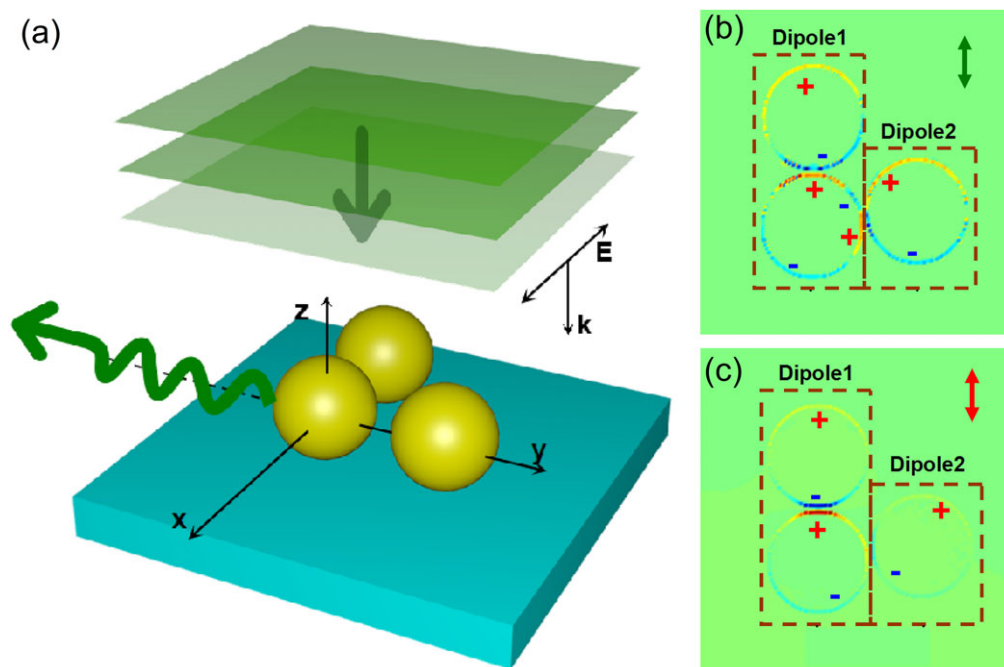 (a)
E
k
z
y
x
(b)
Dipole1
+
-
Dipole2
+
+
-
+
-
-
(c)
Dipole1
+
-
Dipole2
+
+
-
-